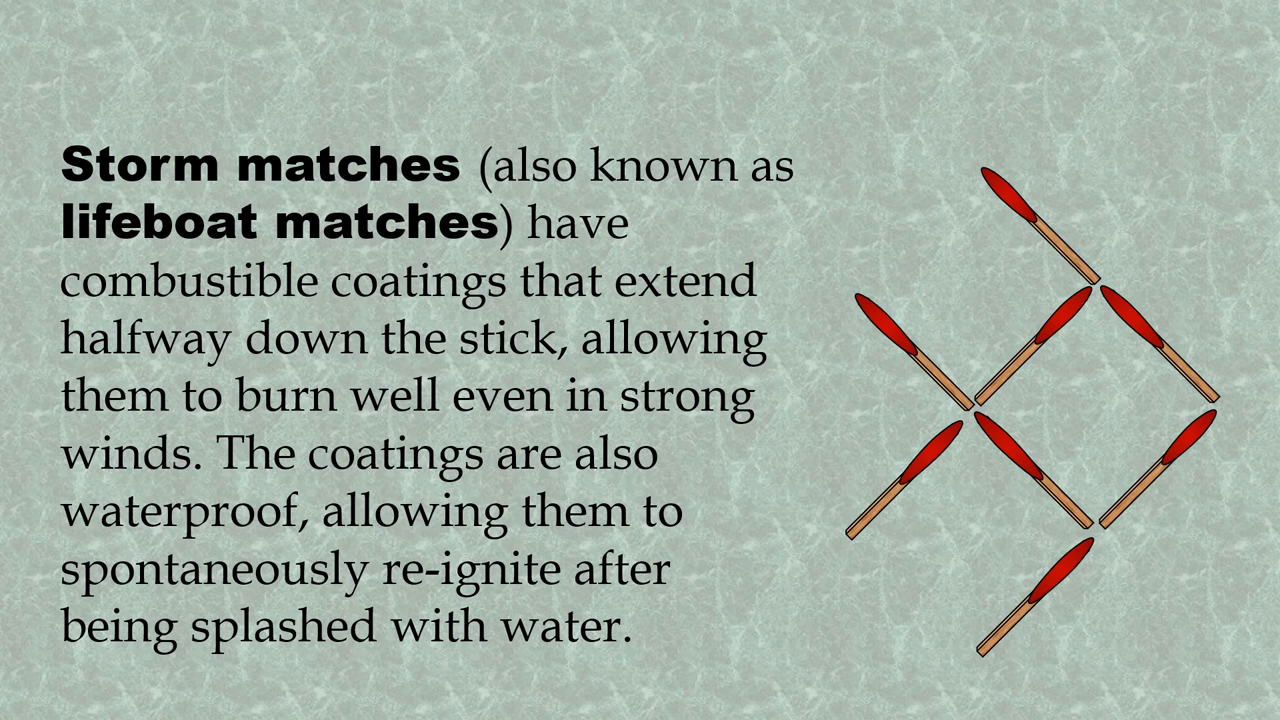 Storm matches (also known as
lifeboat matches) have
combustible coatings that extend
halfway down the stick, allowing
them to burn well even in strong
winds. The coatings are also
waterproof, allowing them to
spontaneously re-ignite after
being splashed with water.